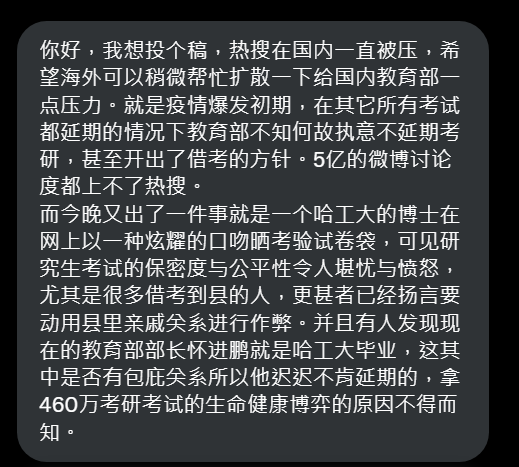 你好，我想投个稿，热搜在国内一直被压，希
望海外可以稍微帮忙扩散一下给国内教育部一
点压力。就是疫情爆发初期，在其它所有考试
都延期的情况下教育部不知何故执意不延期考
研，甚至开出了借考的方针。5亿的微博讨论
度都上不了热搜。
而今晚又出了一件事就是一个哈工大的博士在
网上以一种炫耀的口吻晒考验试卷袋，可见研
究生考试的保密度与公平性令人堪忧与愤怒，
尤其是很多借考到县的人，更甚者已经扬言要
动用县里亲戚关系进行作弊。并且有人发现现
在的教育部部长怀进鹏就是哈工大毕业，这其
中是否有包庇关系所以他迟迟不肯延期的，拿
460万考研考试的生命健康博弈的原因不得而
知。